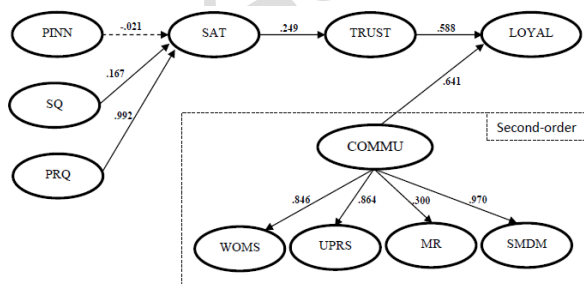 PINN -.021 SAT .249 TRUST .588 LOYAL
.167
.641
SQ
.992
Second-order
COMMU
PRQ
.846 .864 .300 .970
WOMS UPRS MR SMDM